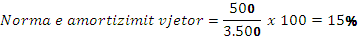 Norma e amortizimit vjetor = 500/3.500 x 100 = 15%